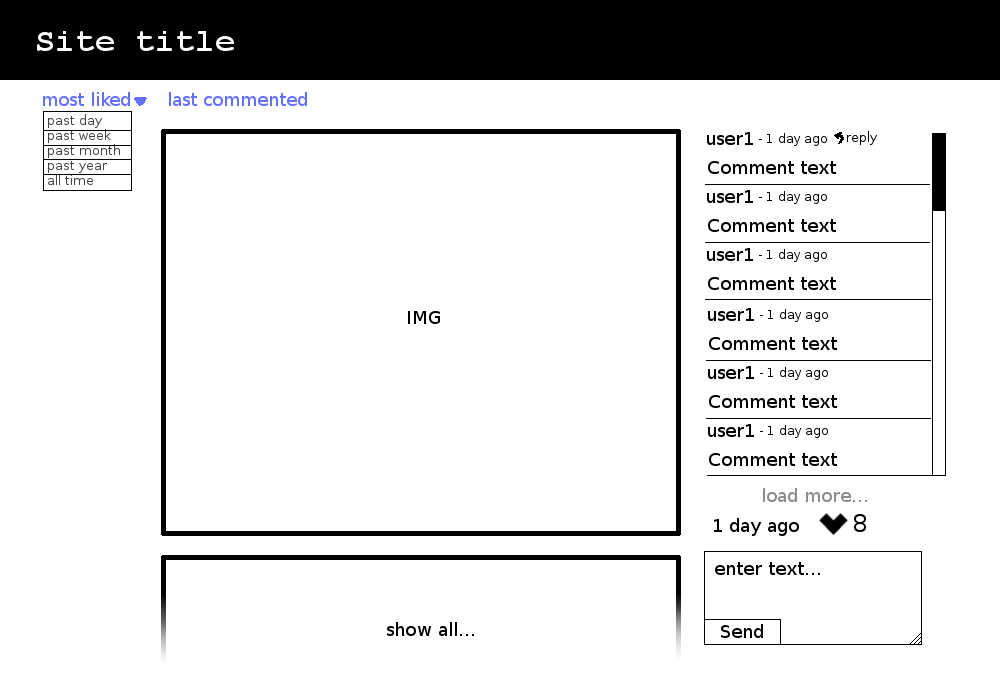 Site title
most liked
last commented
past day
past week
past month
past year
all time
IMG
show all...
user1 - 1 day ago reply
Comment text
user1 - 1 day ago
Comment text
user1 - 1 day ago
Comment text
user1 - 1 day ago
Comment text
user1 - 1 day ago
Comment text
user1 - 1 day ago
Comment text
load more...
1 day ago 8
enter text...
Send